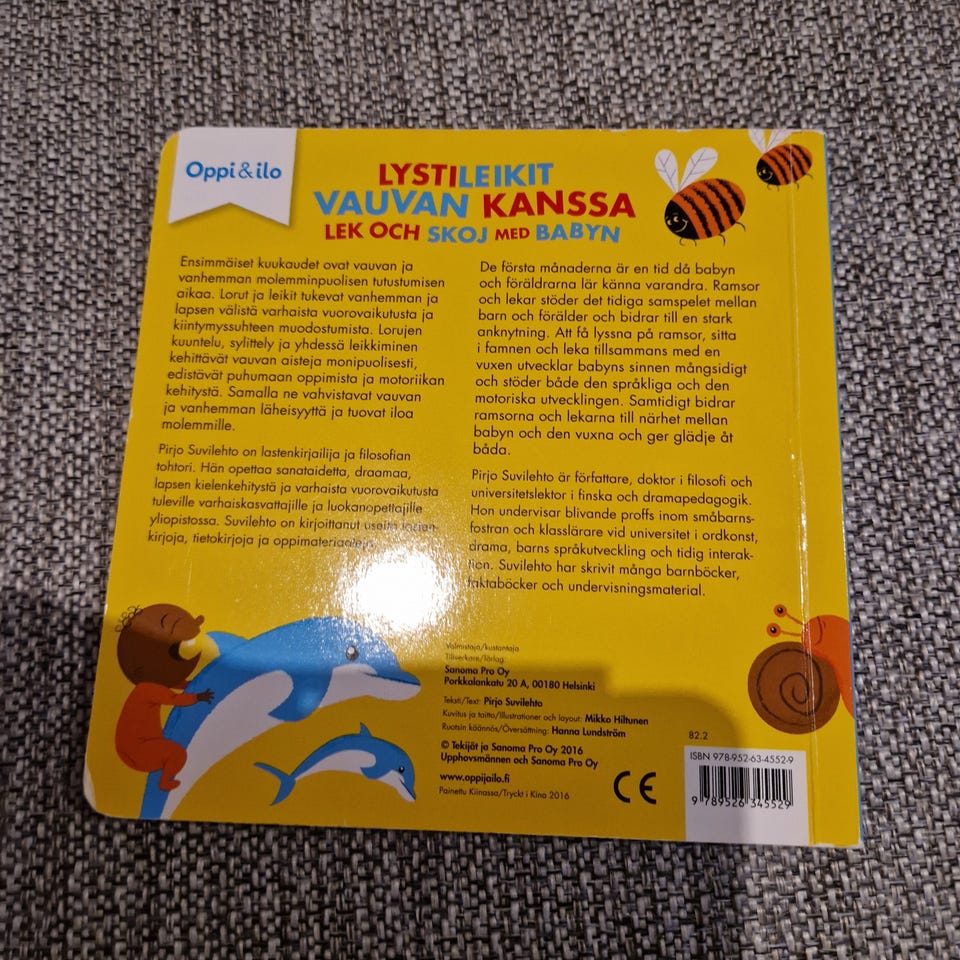 Oppi&ilo
LYSTILEIKIT
VAUVAN KANSSA
LEK OCH SKOJ MED BABYN
Ensimmäiset kuukaudet ovat vauvan ja
vanhemman molemminpuolisen tutustumisen
aikaa. Lorut ja leikit tukevat vanhemman ja
lapsen välistä varhaista vuorovaikutusta ja
kiintymyssuhteen muodostumista. Lorujen
kuuntelu, sylittely ja yhdessä leikkiminen
kehittävät vauvan aisteja monipuolisesti,
edistävät puhumaan oppimista ja motoriikan
kehitystä. Samalla ne vahvistavat vauvan
ja vanhemman läheisyyttä ja tuovat iloa
molemmille.
Pirjo Suvilehto on lastenkirjailija ja filosofian
tohtori. Hän opettaa sanataidetta, draamaa,
lapsen kielenkehitystä ja varhaista vuorovaikutusta
tuleville varhaiskasvattajille ja luokanopettajille
yliopistossa. Suvilehto on kirjoittanut useita lasten-
kirjoja, tietokirjoja ja oppimateriaaleja.
De första månaderna är en tid då babyn
och föräldrarna lär känna varandra. Ramsor
och lekar stöder det tidiga samspelet mellan
barn och förälder och bidrar till en stark
anknytning. Att få lyssna på ramsor, sitta
i famnen och leka tillsammans med en
vuxen utvecklar babyns sinnen mångsidigt
och stöder både den språkliga och den
motoriska utvecklingen. Samtidigt bidrar
ramsorna och lekarna till närhet mellan
babyn och den vuxna och ger glädje åt
båda.
Pirjo Suvilehto är författare, doktor i filosofi och
universitetslektor i finska och dramapedagogik.
Hon undervisar blivande proffs inom småbarns-
fostran och klasslärare vid universitet i ordkonst,
drama, barns språkutveckling och tidig interak-
tion. Suvilehto har skrivit många barnböcker,
faktaböcker och undervisningsmaterial.
Valmistaja/kustantaja
Tillverkare/förlag:
Sanoma Pro Oy
Porkkalankatu 20 A, 00180 Helsinki
Teksti/Text: Pirjo Suvilehto
Kuvitus ja taitto/Illustrationer och layout: Mikko Hiltunen
Ruotsin käännös/Översättning: Hanna Lundström
© Tekijät ja Sanoma Pro Oy 2016
Upphovsmännen och Sanoma Pro Oy
www.oppijailo.fi
Painettu Kiinassa/Tryckt i Kina 2016
CE
82.2
ISBN 978-952-63-4552-9
9 789526 345529